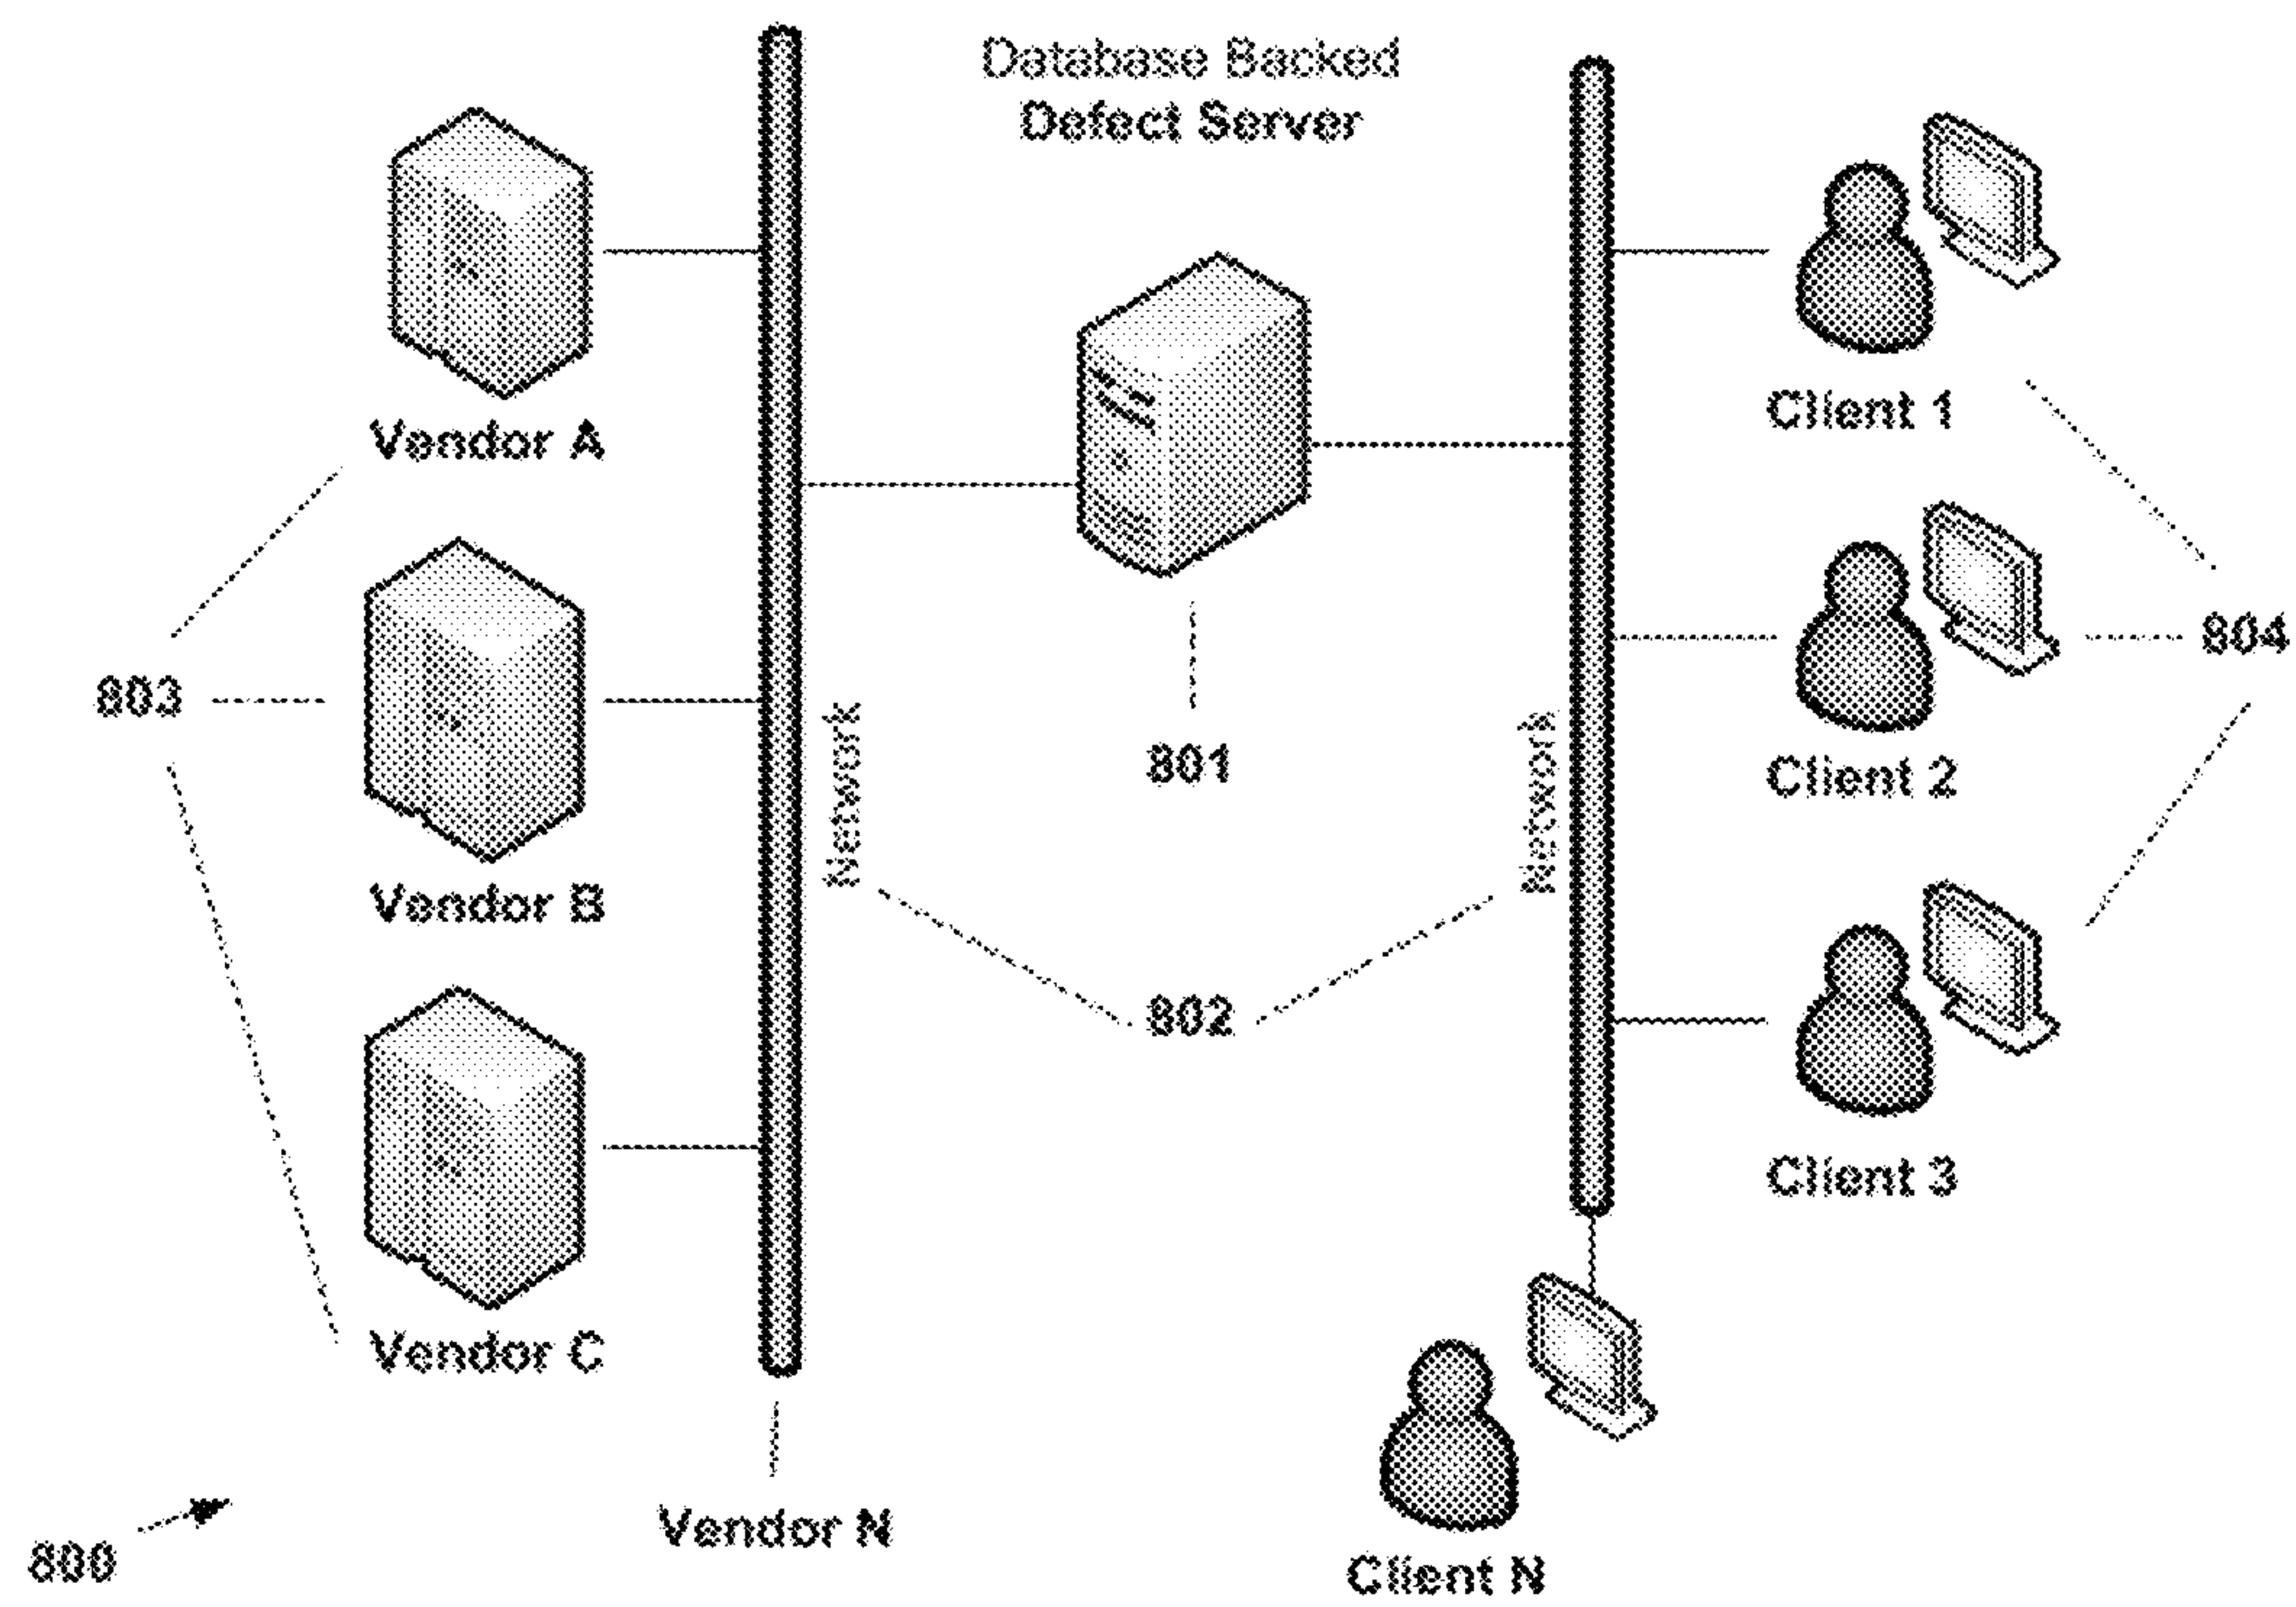 Database Backed
Defect Server
Vendor A
Client 1
803
Vendor B
Network
801
Network
Client 2
804
802
Vendor C
Client 3
Vendor N
Client N
800